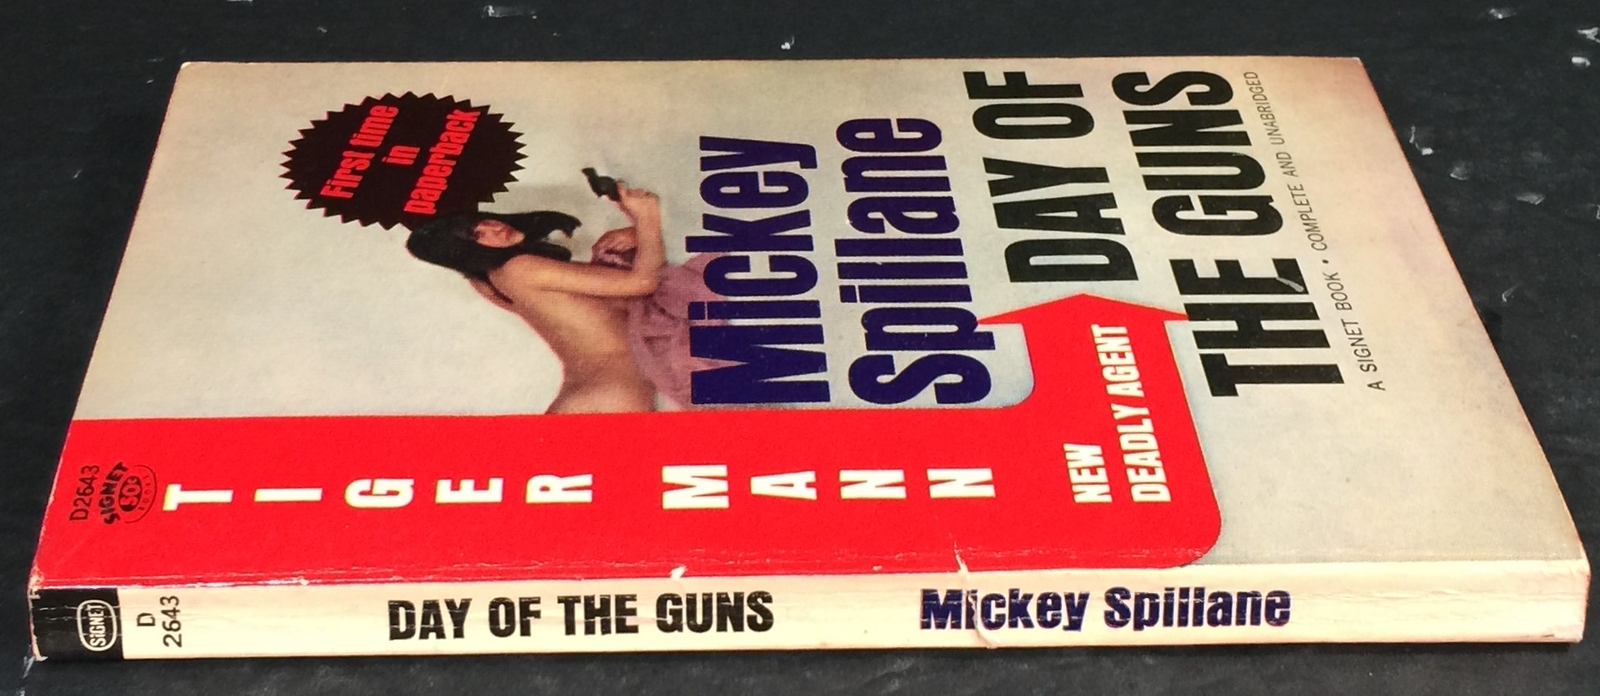 D2643
SIGNET
50¢
BOOKS
TIGER MANN
NEW
DEADLY AGENT
First time
in
paperback
Mickey
Spillane
DAY OF
THE GUNS
A SIGNET BOOK • COMPLETE AND UNABRIDGED
SIGNET
D
2643
DAY OF THE GUNS
Mickey Spillane